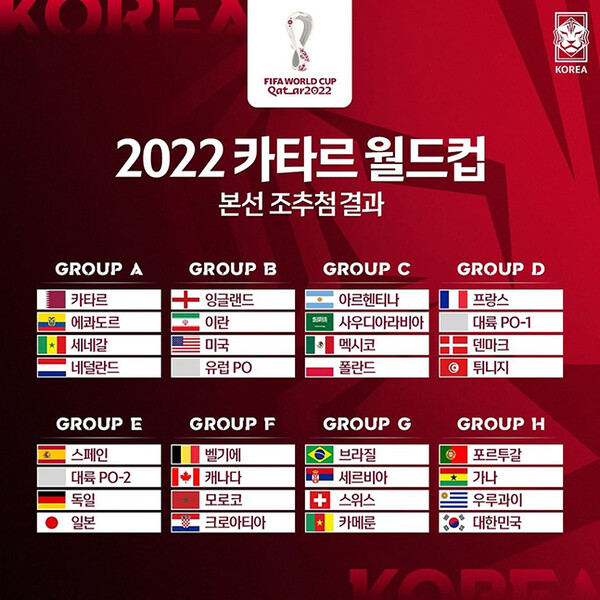 KOREA
FIFA WORLD CUP
Qatar2022
KOREA
2022 카타르 월드컵
본선 조추첨 결과
GROUP A
카타르
에콰도르
세네갈
네덜란드
GROUP B
잉글랜드
이란
미국
유럽 PO
GROUP C
아르헨티나
사우디아라비아
멕시코
폴란드
GROUP D
프랑스
대륙 PO-1
덴마크
튀니지
GROUP E
스페인
대륙 PO-2
독일
일본
GROUP F
벨기에
캐나다
모로코
크로아티아
GROUP G
브라질
세르비아
스위스
카메룬
GROUP H
포르투갈
가나
우루과이
대한민국
KOREA